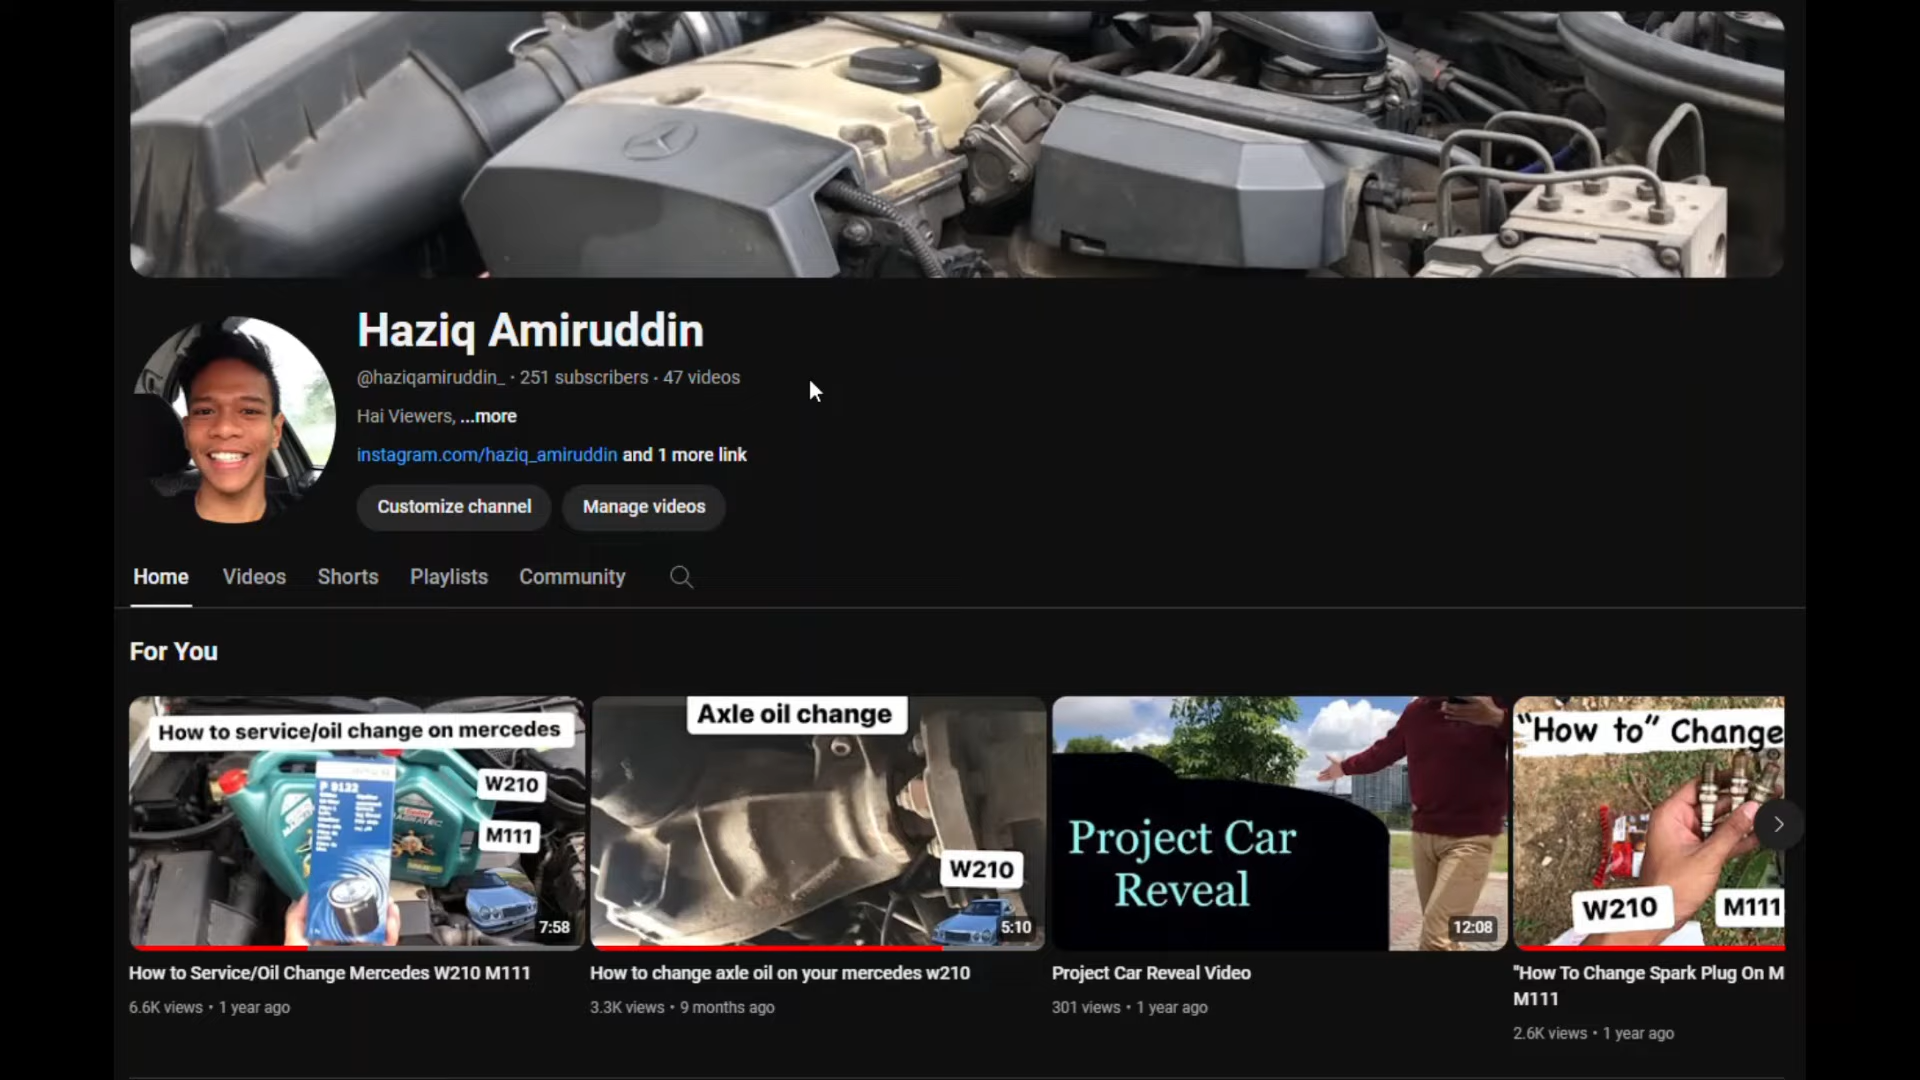 Haziq Amiruddin
@haziqamiruddin_ · 251 subscribers · 47 videos
Hai Viewers, ...more
instagram.com/haziq_amiruddin and 1 more link
Customize channel
Manage videos
Home
Videos
Shorts
Playlists
Community
For You
How to service/oil change on mercedes
W210
M111
P 9132
7:58
Axle oil change
W210
5:10
Project Car
Reveal
12:08
"How to" Change
W210
M111
How to Service/Oil Change Mercedes W210 M111
6.6K views • 1 year ago
How to change axle oil on your mercedes w210
3.3K views • 9 months ago
Project Car Reveal Video
301 views • 1 year ago
"How To Change Spark Plug On M
M111
2.6K views • 1 year ago